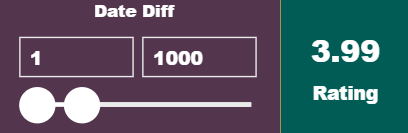 Date Diff
1
1000
3.99
Rating